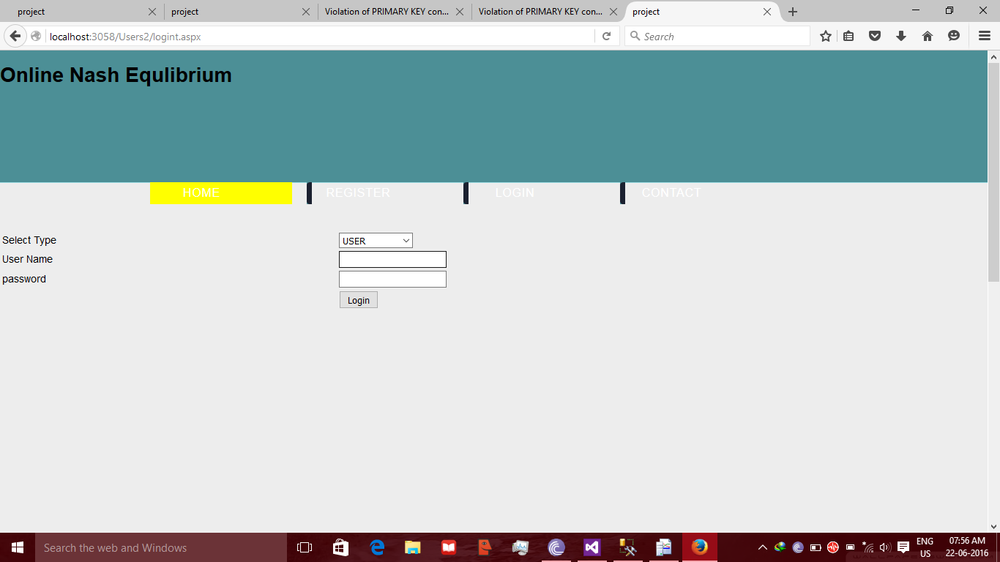 project
project
Violation of PRIMARY KEY con...
Violation of PRIMARY KEY con...
project
localhost:3058/Users2/logint.aspx
Search
Online Nash Equlibrium
HOME REGISTER LOGIN CONTACT
Select Type USER
User Name
password
Login
Search the web and Windows
ENG
US
07:56 AM
22-06-2016